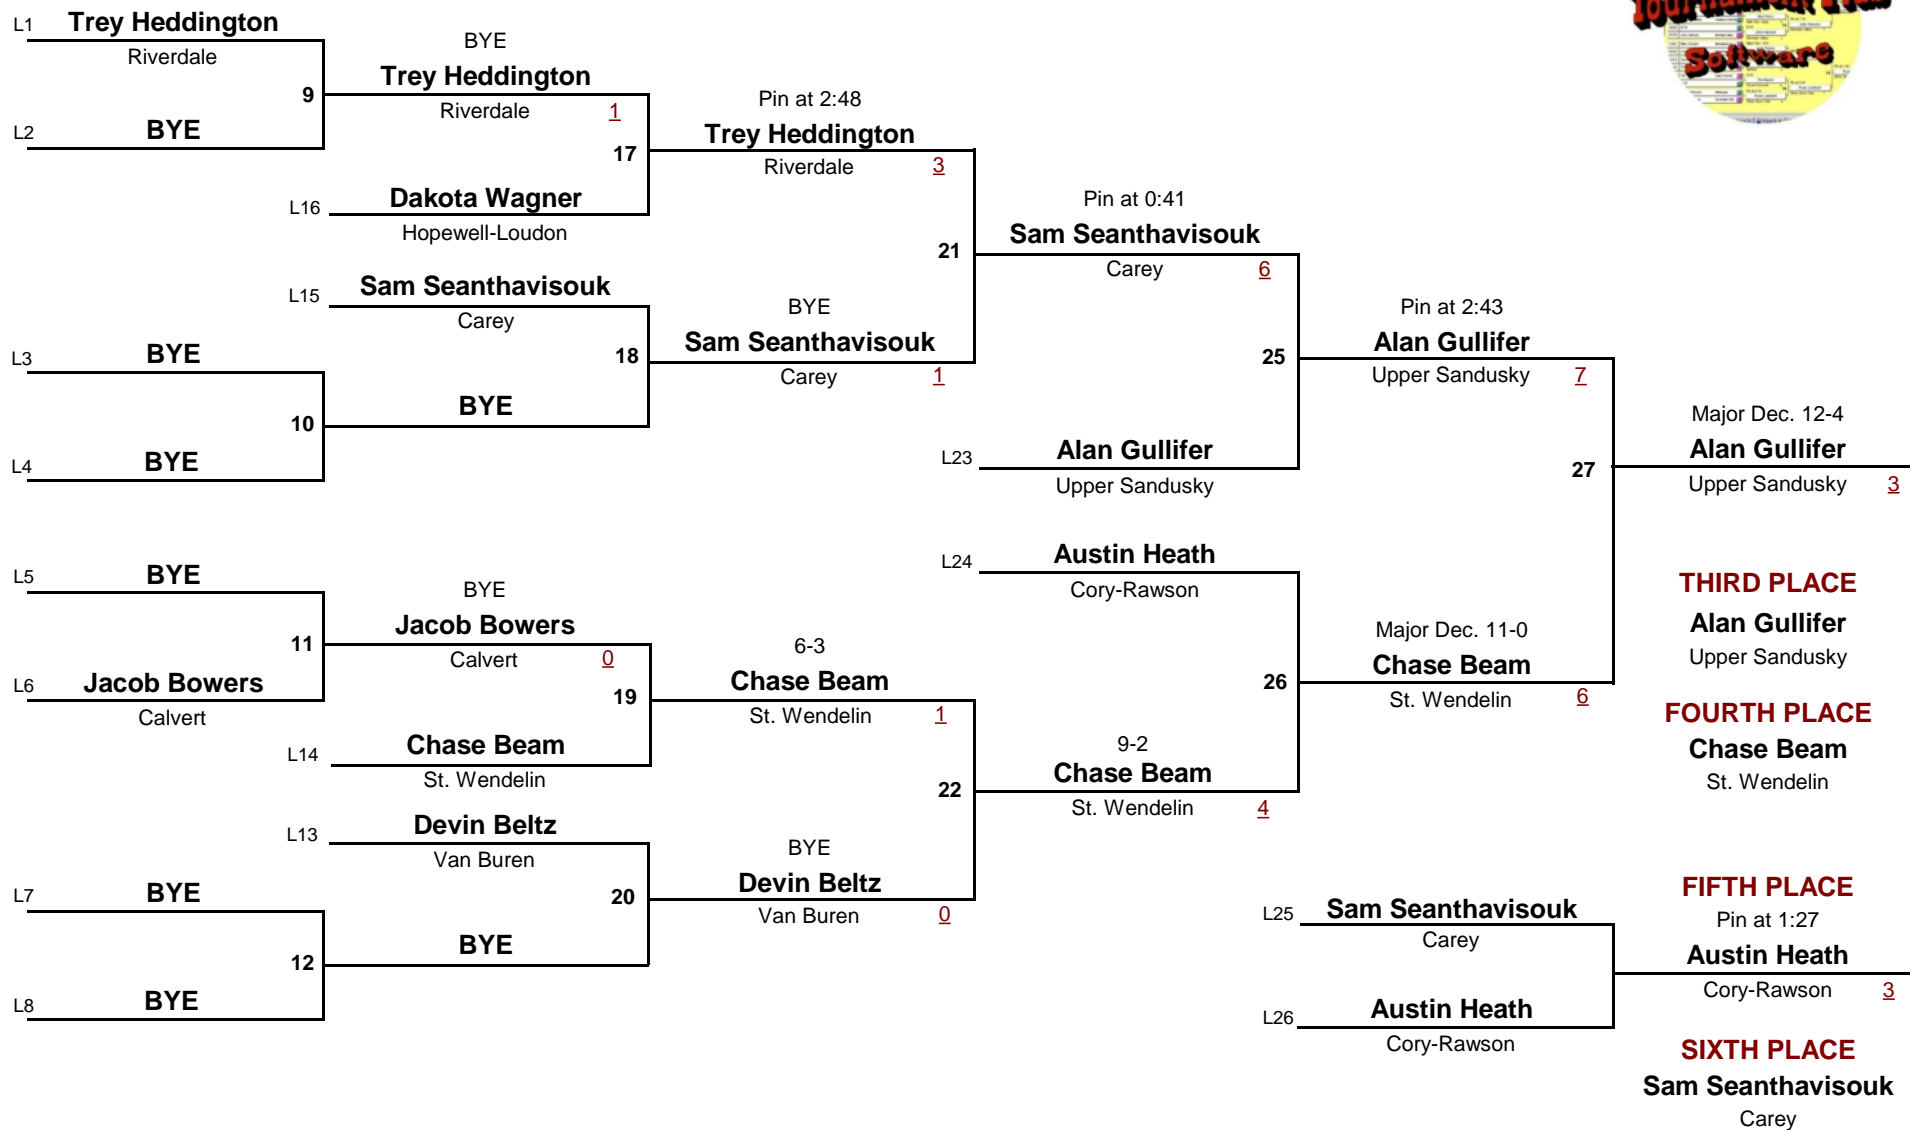 Tournament Plus
Software
L1 Trey Heddington
Riverdale
9
L2 BYE
BYE
Trey Heddington
Riverdale 1
17
L16 Dakota Wagner
Hopewell-Loudon
Pin at 2:48
Trey Heddington
Riverdale 3
L15 Sam Seanthavisouk
Carey
18
L3 BYE
10
L4 BYE
BYE
BYE
Sam Seanthavisouk
Carey 1
21
Pin at 0:41
Sam Seanthavisouk
Carey 6
25
L23 Alan Gullifer
Upper Sandusky
Pin at 2:43
Alan Gullifer
Upper Sandusky 7
27
Major Dec. 12-4
Alan Gullifer
Upper Sandusky 3
L5 BYE
11
L6 Jacob Bowers
Calvert
BYE
Jacob Bowers
Calvert 0
19
L14 Chase Beam
St. Wendelin
6-3
Chase Beam
St. Wendelin 1
L13 Devin Beltz
Van Buren
20
L7 BYE
12
L8 BYE
BYE
BYE
Devin Beltz
Van Buren 0
22
9-2
Chase Beam
St. Wendelin 4
L24 Austin Heath
Cory-Rawson
26
Major Dec. 11-0
Chase Beam
St. Wendelin 6
THIRD PLACE
Alan Gullifer
Upper Sandusky
FOURTH PLACE
Chase Beam
St. Wendelin
L25 Sam Seanthavisouk
Carey
L26 Austin Heath
Cory-Rawson
FIFTH PLACE
Pin at 1:27
Austin Heath
Cory-Rawson 3
SIXTH PLACE
Sam Seanthavisouk
Carey